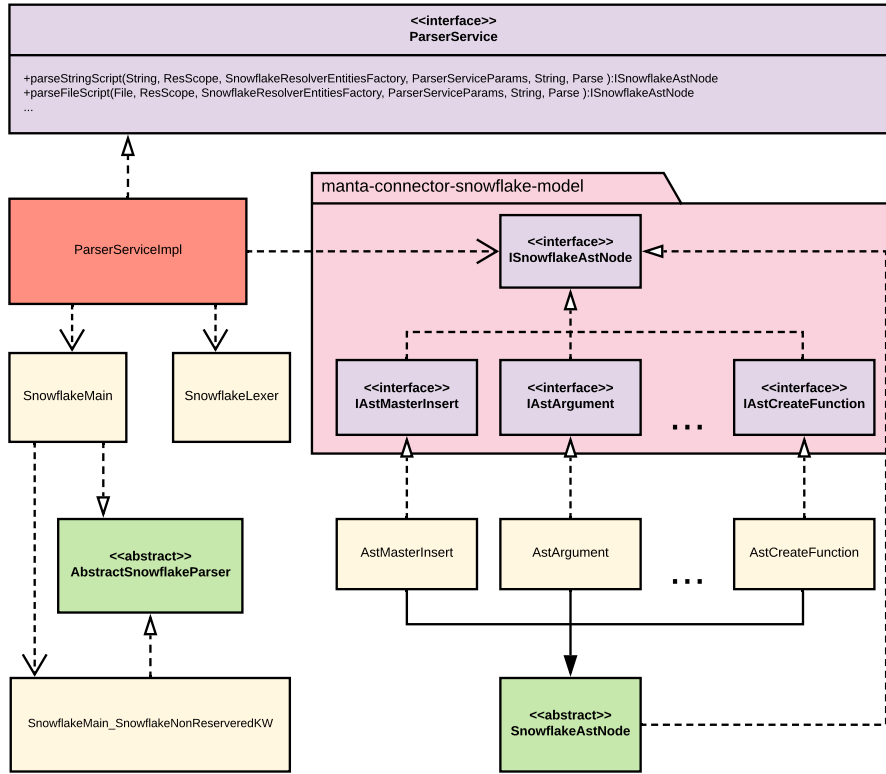 <<interface>>
ParserService
+parseStringScript(String, ResScope, SnowflakeResolverEntitiesFactory, ParserServiceParams, String, Parse ):ISnowflakeAstNode
+parseFileScript(File, ResScope, SnowflakeResolverEntitiesFactory, ParserServiceParams, String, Parse ):ISnowflakeAstNode
...
manta-connector-snowflake-model
ParserServiceImpl
<<interface>>
ISnowflakeAstNode
SnowflakeMain
SnowflakeLexer
<<interface>>
IAstMasterInsert
<<interface>>
IAstArgument
...
<<interface>>
IAstCreateFunction
<<abstract>>
AbstractSnowflakeParser
AstMasterInsert
AstArgument
...
AstCreateFunction
SnowflakeMain_SnowflakeNonReserveredKW
<<abstract>>
SnowflakeAstNode